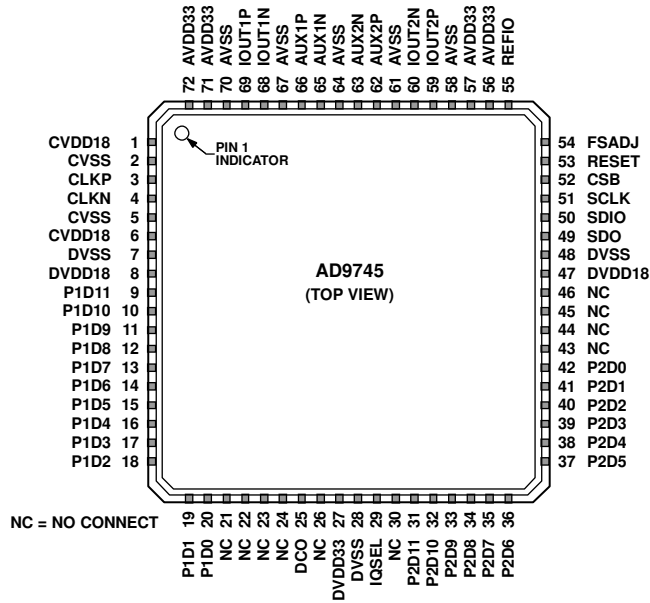 AVDD33 72
AVDD33 71
AVSS 70
IOUT1P 69
IOUT1N 68
AVSS 67
AUX1P 66
AUX1N 65
AVSS 64
AUX2N 63
AUX2P 62
AVSS 61
IOUT2N 60
IOUT2P 59
AVSS 58
AVDD33 57
AVDD33 56
REFIO 55
CVDD18 1
CVSS 2
CLKP 3
CLKN 4
CVSS 5
CVDD18 6
DVSS 7
DVDD18 8
P1D11 9
P1D10 10
P1D9 11
P1D8 12
P1D7 13
P1D6 14
P1D5 15
P1D4 16
P1D3 17
P1D2 18
PIN 1
INDICATOR
AD9745
(TOP VIEW)
54 FSADJ
53 RESET
52 CSB
51 SCLK
50 SDIO
49 SDO
48 DVSS
47 DVDD18
46 NC
45 NC
44 NC
43 NC
42 P2D0
41 P2D1
40 P2D2
39 P2D3
38 P2D4
37 P2D5
NC = NO CONNECT
P1D1 19
P1D0 20
NC 21
NC 22
NC 23
NC 24
DCO 25
NC 26
DVDD33 27
DVSS 28
IQSEL 29
NC 30
P2D11 31
P2D10 32
P2D9 33
P2D8 34
P2D7 35
P2D6 36